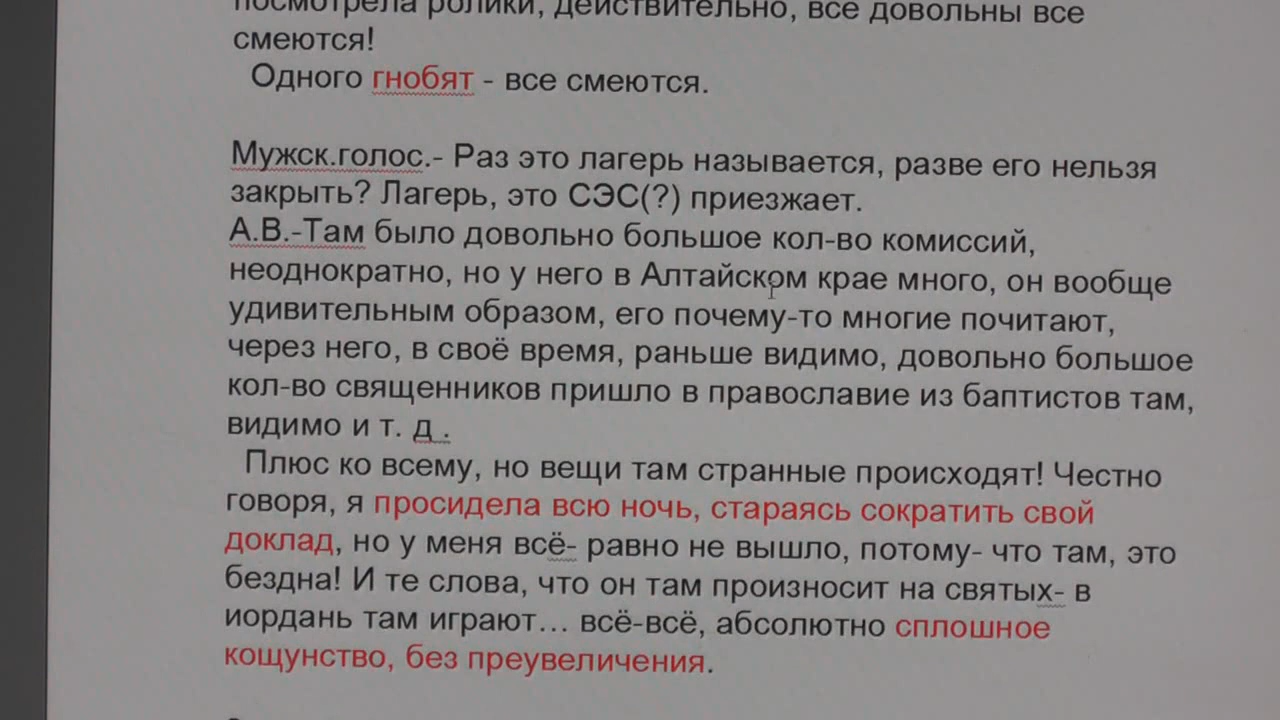 посмотрела ролики, действительно, все довольны все
смеются!
Одного гнобят - все смеются.
Мужск.голос.- Раз это лагерь называется, разве его нельзя
закрыть? Лагерь, это СЭС(?) приезжает.
А.В.-Там было довольно большое кол-во комиссий,
неоднократно, но у него в Алтайском крае много, он вообще
удивительным образом, его почему-то многие почитают,
через него, в своё время, раньше видимо, довольно большое
кол-во священников пришло в православие из баптистов там,
видимо и т. д .
Плюс ко всему, но вещи там странные происходят! Честно
говоря, я просидела всю ночь, стараясь сократить свой
доклад, но у меня всё- равно не вышло, потому- что там, это
бездна! И те слова, что он там произносит на святых- в
иордань там играют… всё-всё, абсолютно сплошное
кощунство, без преувеличения.